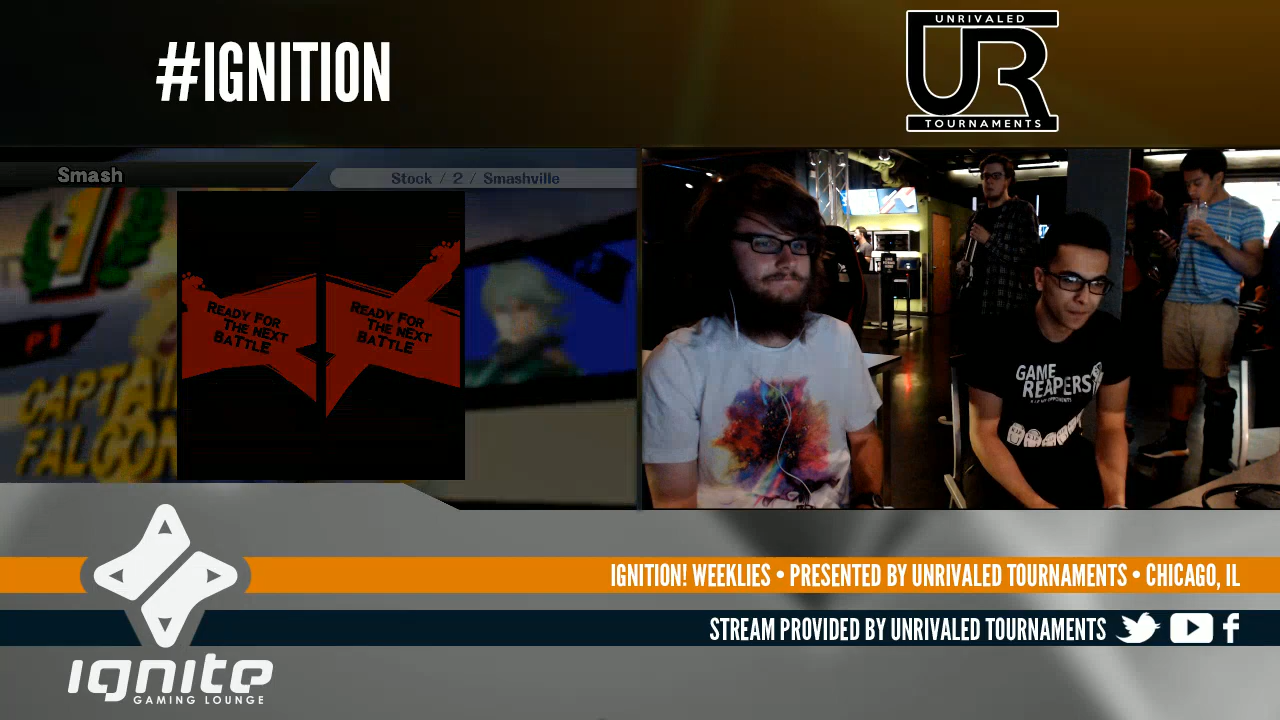 #IGNITION
UNRIVALED
UR
TOURNAMENTS
Smash
Stock / 2 / Smashville
1
P1
CAPTAIN
FALCON
READY FOR
THE NEXT
BATTLE
READY FOR
THE NEXT
BATTLE
GAME
REAPERS
IGNITION! WEEKLIES • PRESENTED BY UNRIVALED TOURNAMENTS • CHICAGO, IL
STREAM PROVIDED BY UNRIVALED TOURNAMENTS
ignite
GAMING LOUNGE